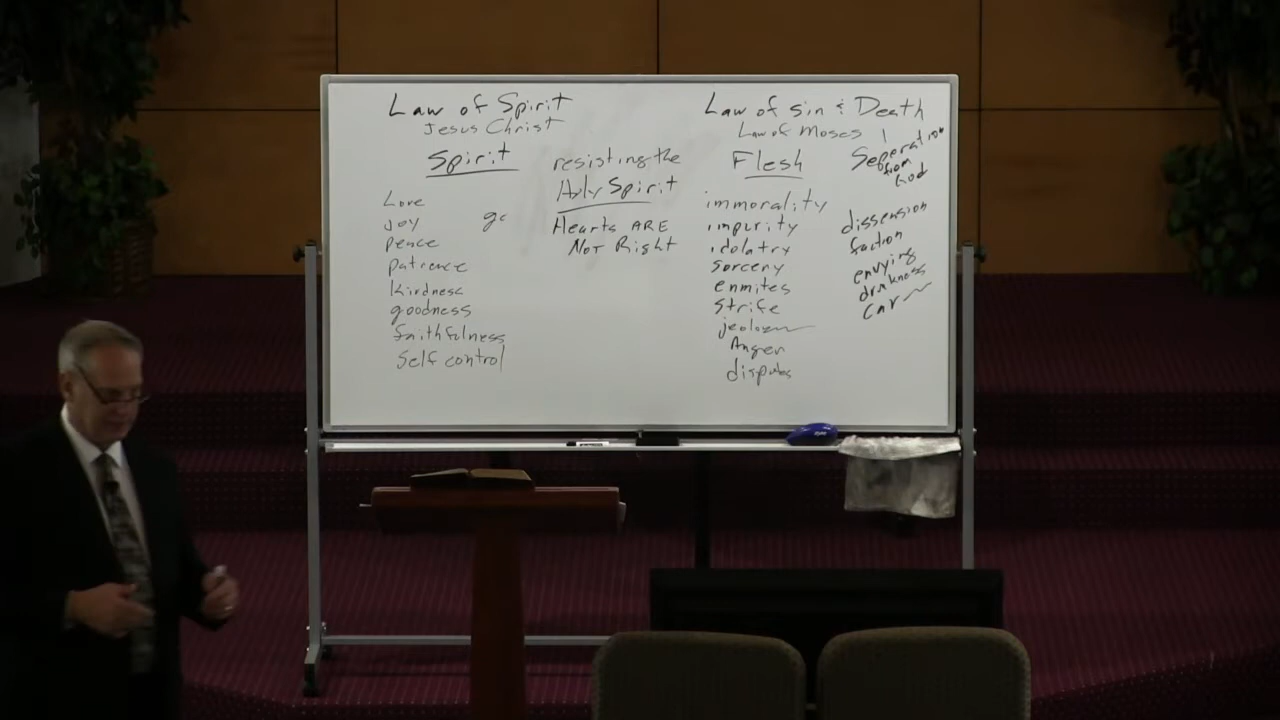 Law of Spirit
Jesus Christ
Spirit
Love
Joy
peace
patience
kindness
goodness
faithfulness
Self control
go
resisting the
Holy Spirit
Hearts ARE
Not Right
Law of sin & Death
Law of Moses
Flesh
immorality
impurity
idolatry
sorcery
enmites
strife
Anger
disputes
Seperation
from
God
dissension
faction
envying
drunkness
car